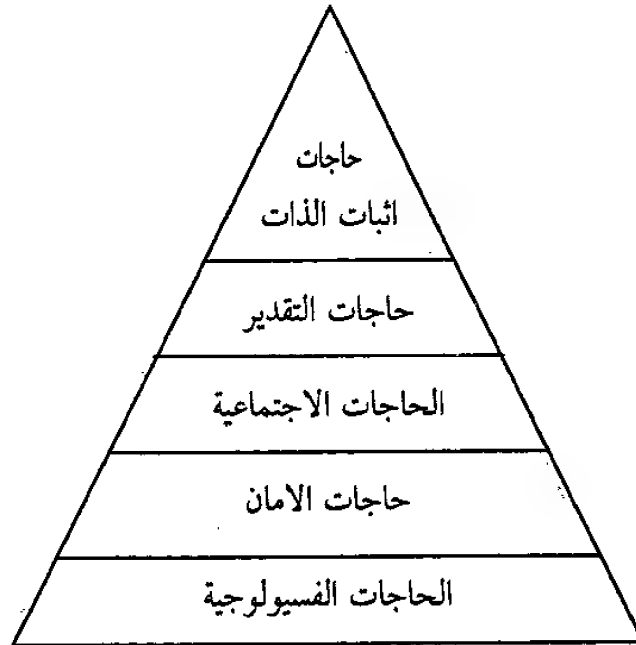 حاجات
اثبات الذات
حاجات التقدير
الحاجات الاجتماعية
حاجات الامان
الحاجات الفسيولوجية